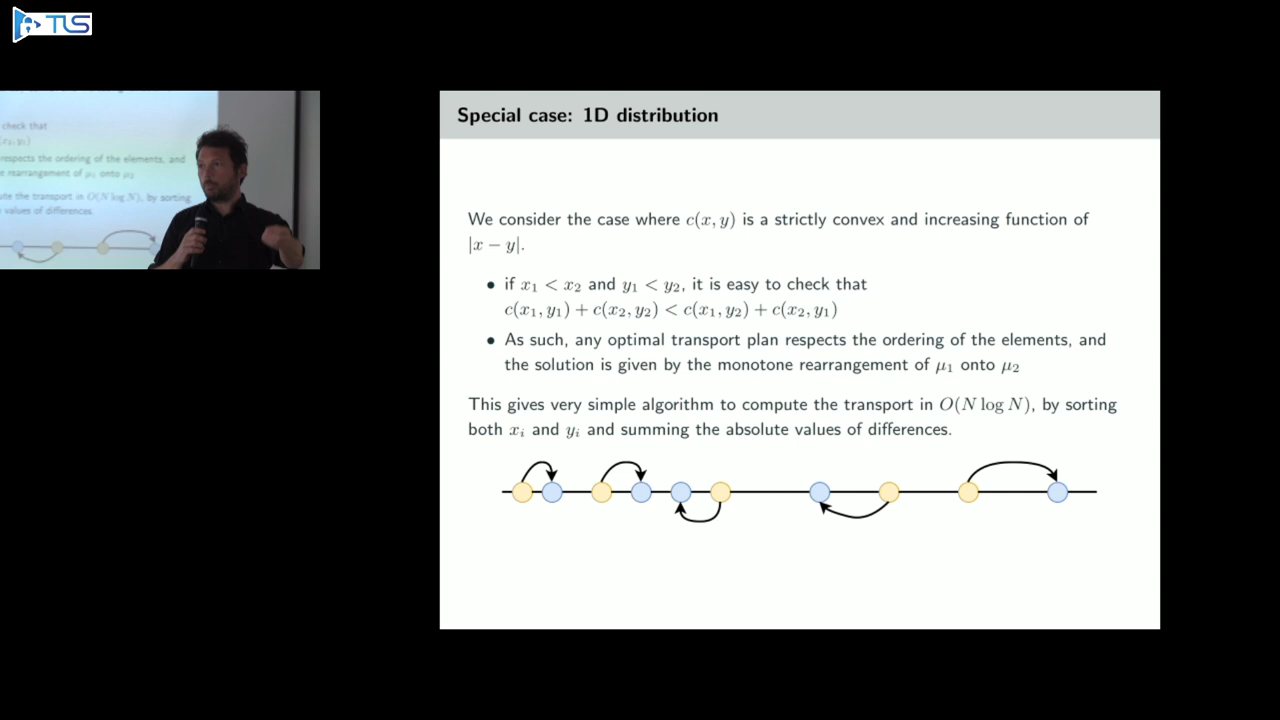 TLS
check that
(x₂, y₁)
respects the ordering of the elements, and
e rearrangement of μ₁ onto μ₂
ute the transport in O(N log N), by sorting
values of differences.
Special case: 1D distribution
We consider the case where c(x, y) is a strictly convex and increasing function of
|x − y|.
• if x₁ < x₂ and y₁ < y₂, it is easy to check that
c(x₁, y₁) + c(x₂, y₂) < c(x₁, y₂) + c(x₂, y₁)
• As such, any optimal transport plan respects the ordering of the elements, and
the solution is given by the monotone rearrangement of μ₁ onto μ₂
This gives very simple algorithm to compute the transport in O(N log N), by sorting
both xᵢ and yᵢ and summing the absolute values of differences.